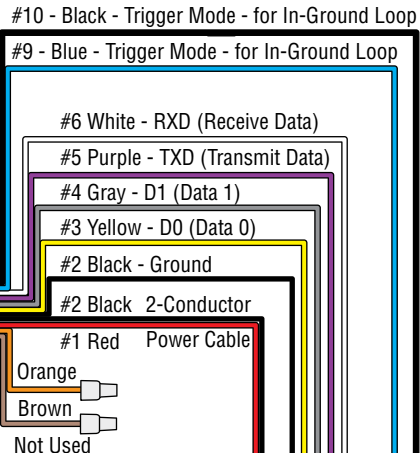 #10 - Black - Trigger Mode - for In-Ground Loop
#9 - Blue - Trigger Mode - for In-Ground Loop
#6 White - RXD (Receive Data)
#5 Purple - TXD (Transmit Data)
#4 Gray - D1 (Data 1)
#3 Yellow - D0 (Data 0)
#2 Black - Ground
#2 Black 2-Conductor
#1 Red Power Cable
Orange
Brown
Not Used